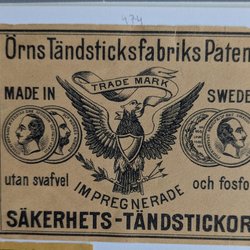 474
Örns Tändsticksfabriks Paten
TRADE MARK
MADE IN
SWEDE
utan svafvel
och fosfo
IMPREGNERADE
SÄKERHETS-TÄNDSTICKOR